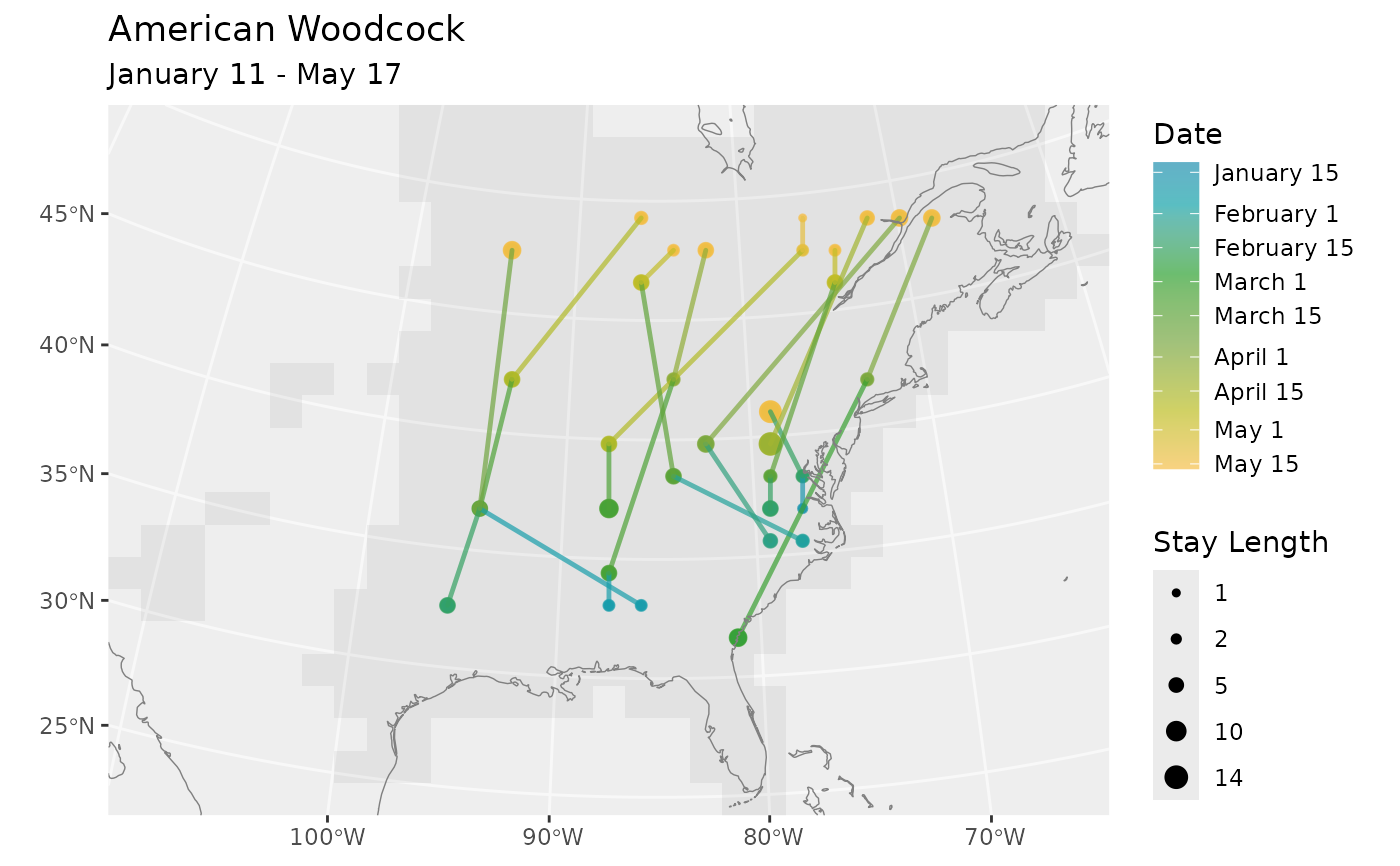 American Woodcock
January 11 - May 17
45°N
40°N
35°N
30°N
25°N
100°W
90°W
80°W
70°W
Date
January 15
February 1
February 15
March 1
March 15
April 1
April 15
May 1
May 15
Stay Length
1
2
5
10
14